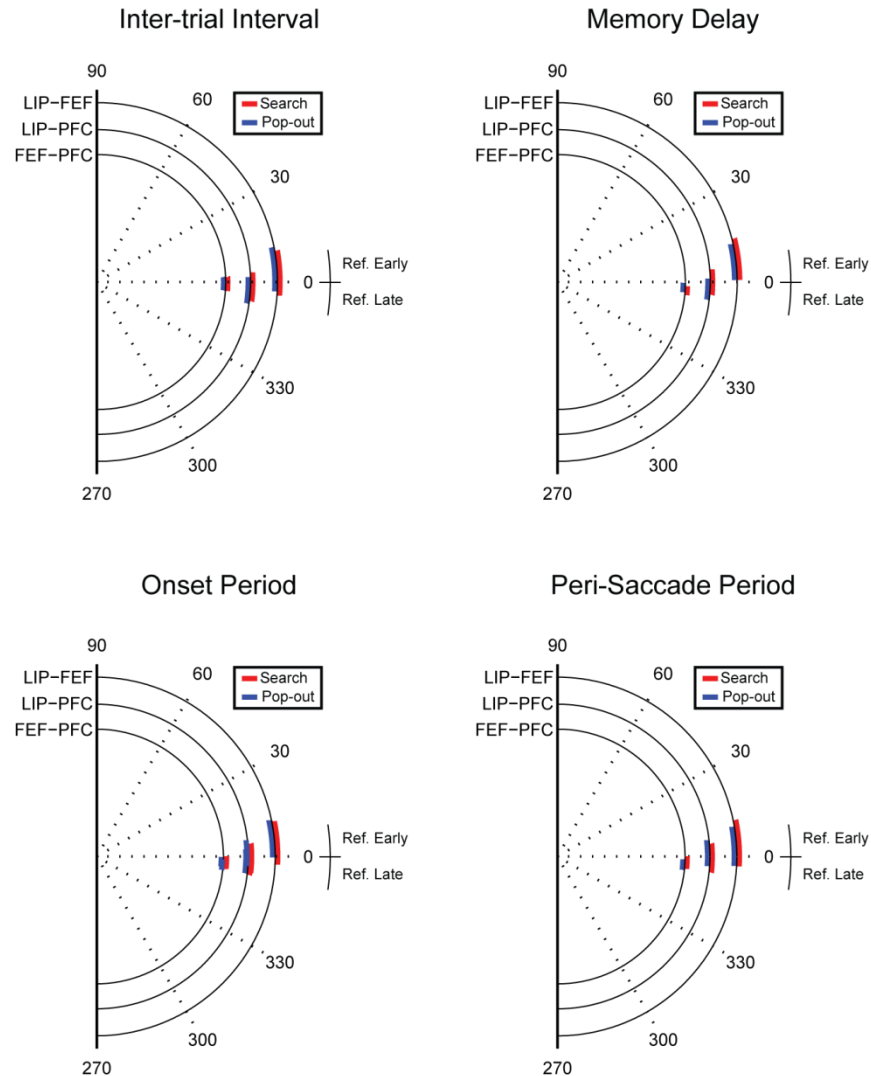 Inter-trial Interval
90
LIP–FEF
LIP–PFC
FEF–PFC
60
Search
Pop-out
30
Ref. Early
0
Ref. Late
330
300
270
Memory Delay
90
LIP–FEF
LIP–PFC
FEF–PFC
60
Search
Pop-out
30
Ref. Early
0
Ref. Late
330
300
270
Onset Period
90
LIP–FEF
LIP–PFC
FEF–PFC
60
Search
Pop-out
30
Ref. Early
0
Ref. Late
330
300
270
Peri-Saccade Period
90
LIP–FEF
LIP–PFC
FEF–PFC
60
Search
Pop-out
30
Ref. Early
0
Ref. Late
330
300
270